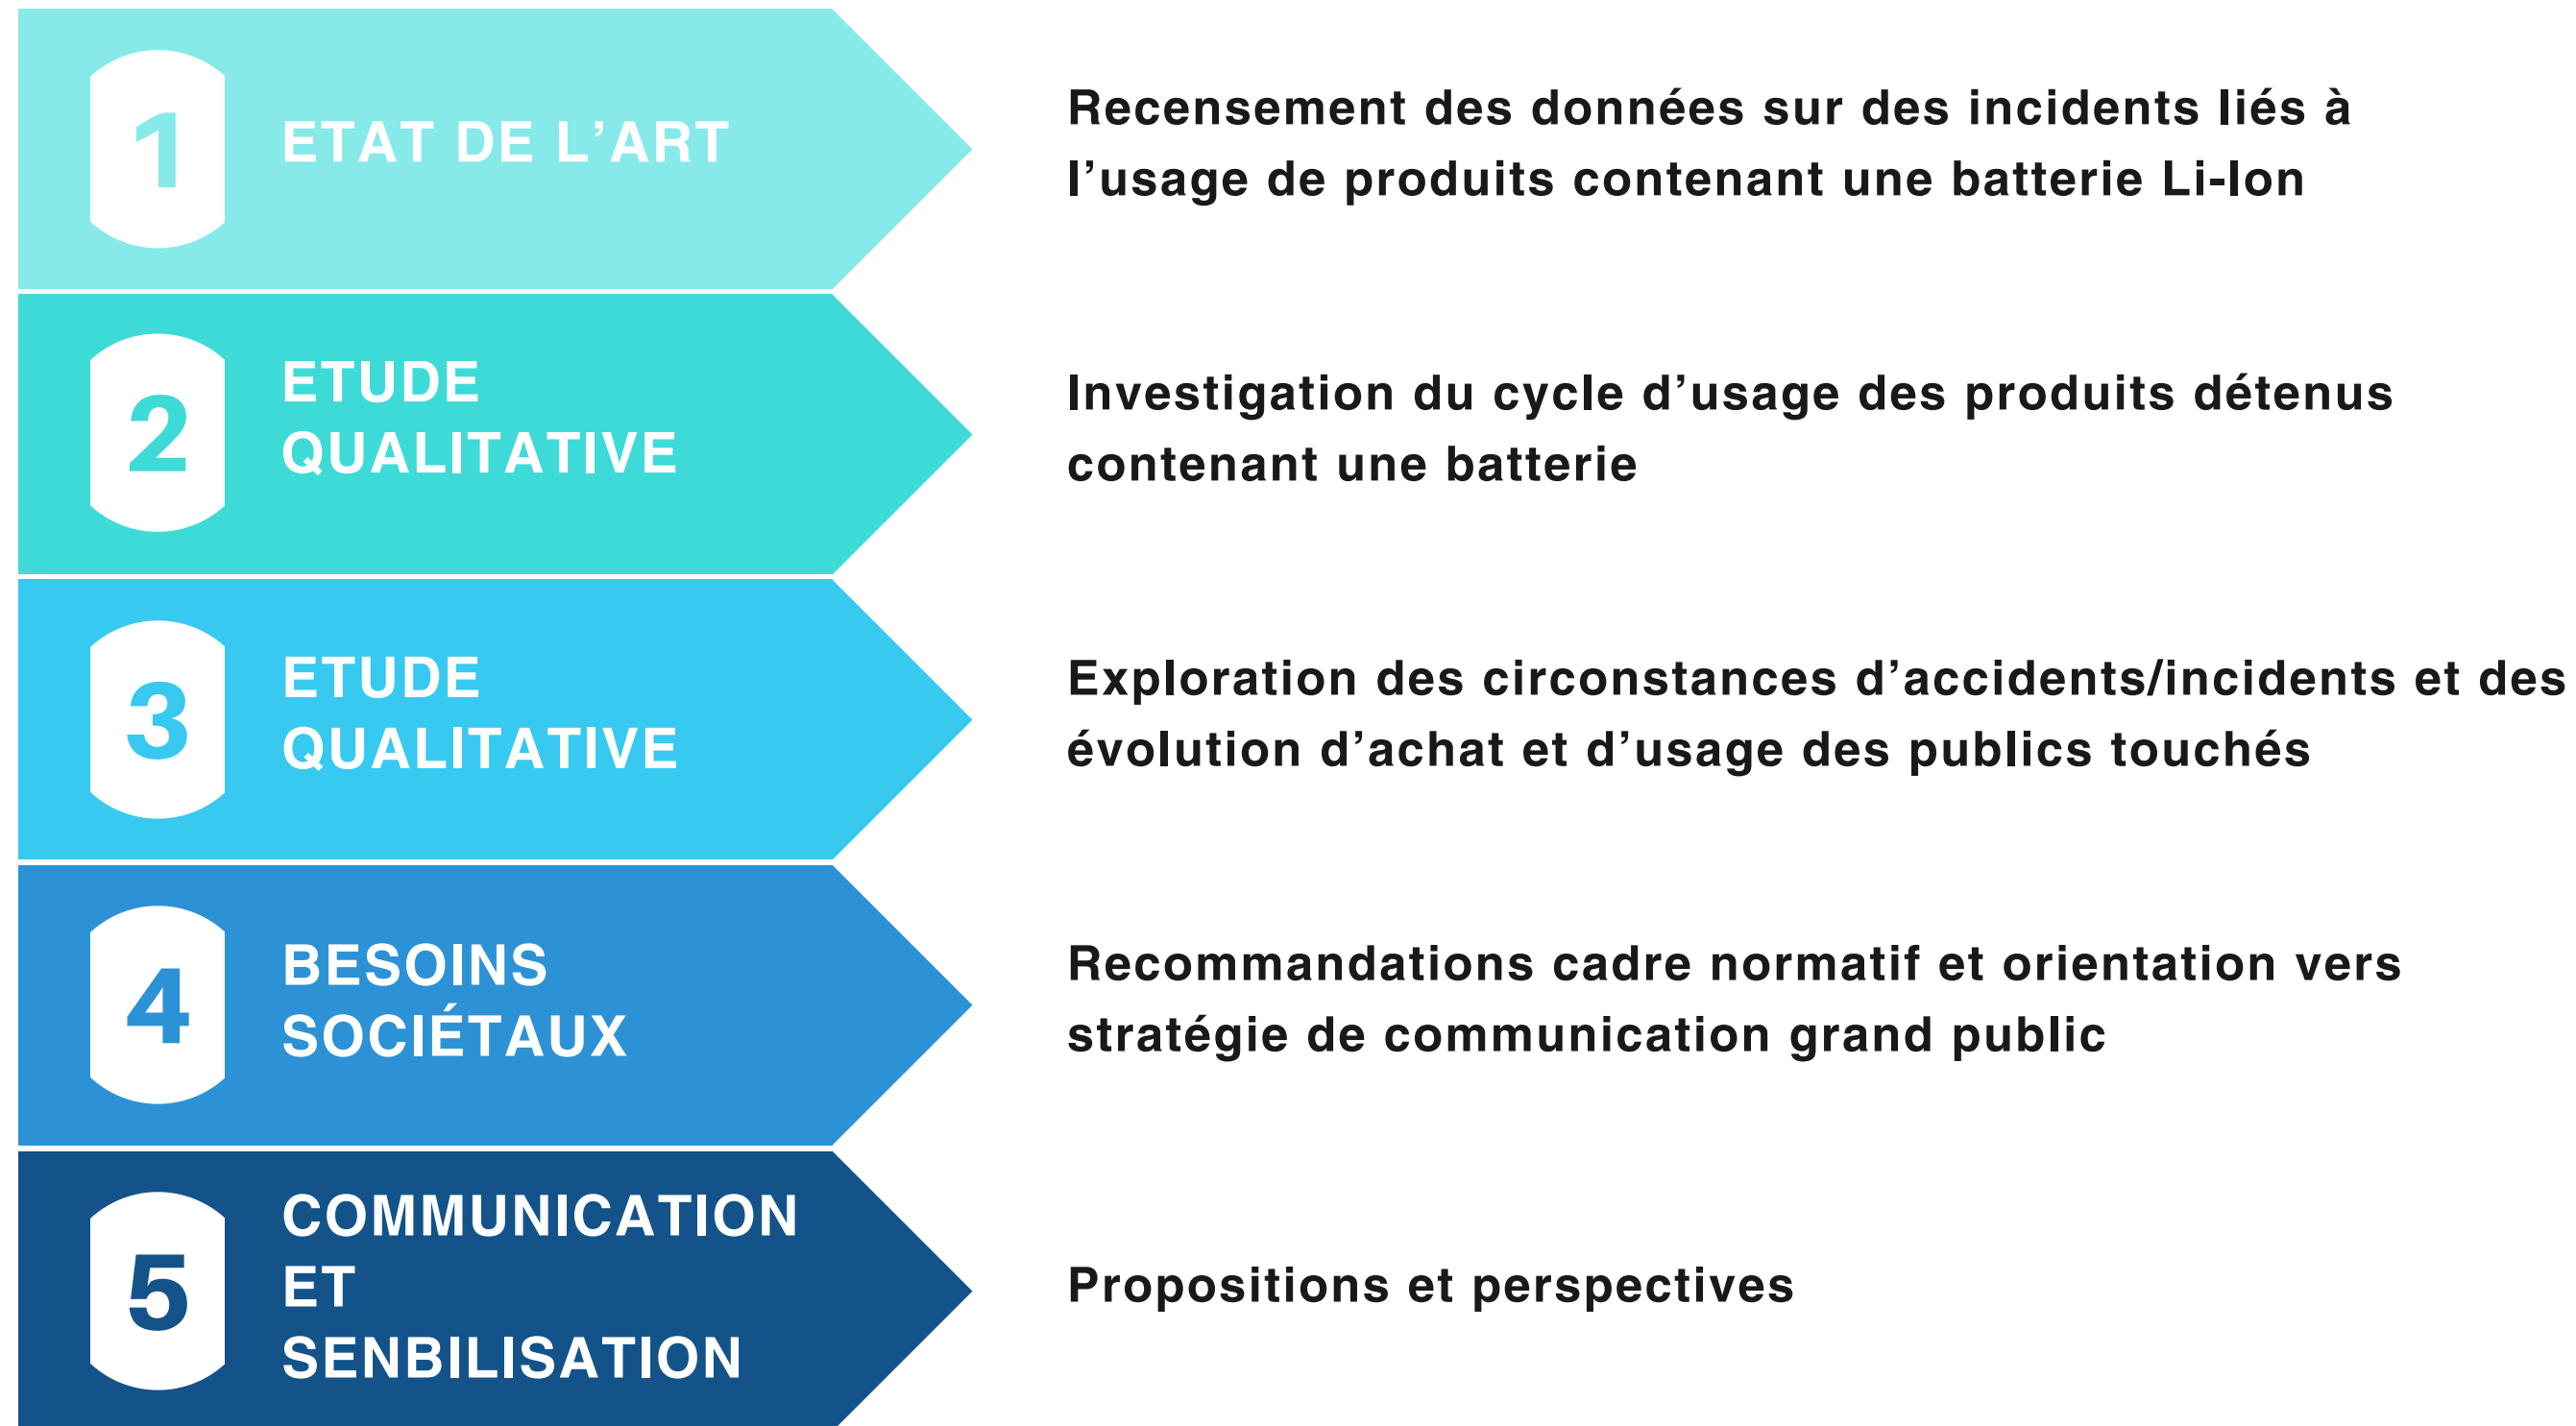 1
ETAT DE L’ART
Recensement des données sur des incidents liés à
l’usage de produits contenant une batterie Li-Ion
2
ETUDE
QUALITATIVE
Investigation du cycle d’usage des produits détenus
contenant une batterie
3
ETUDE
QUALITATIVE
Exploration des circonstances d’accidents/incidents et des
évolution d’achat et d’usage des publics touchés
4
BESOINS
SOCIÉTAUX
Recommandations cadre normatif et orientation vers
stratégie de communication grand public
5
COMMUNICATION
ET
SENBILISATION
Propositions et perspectives